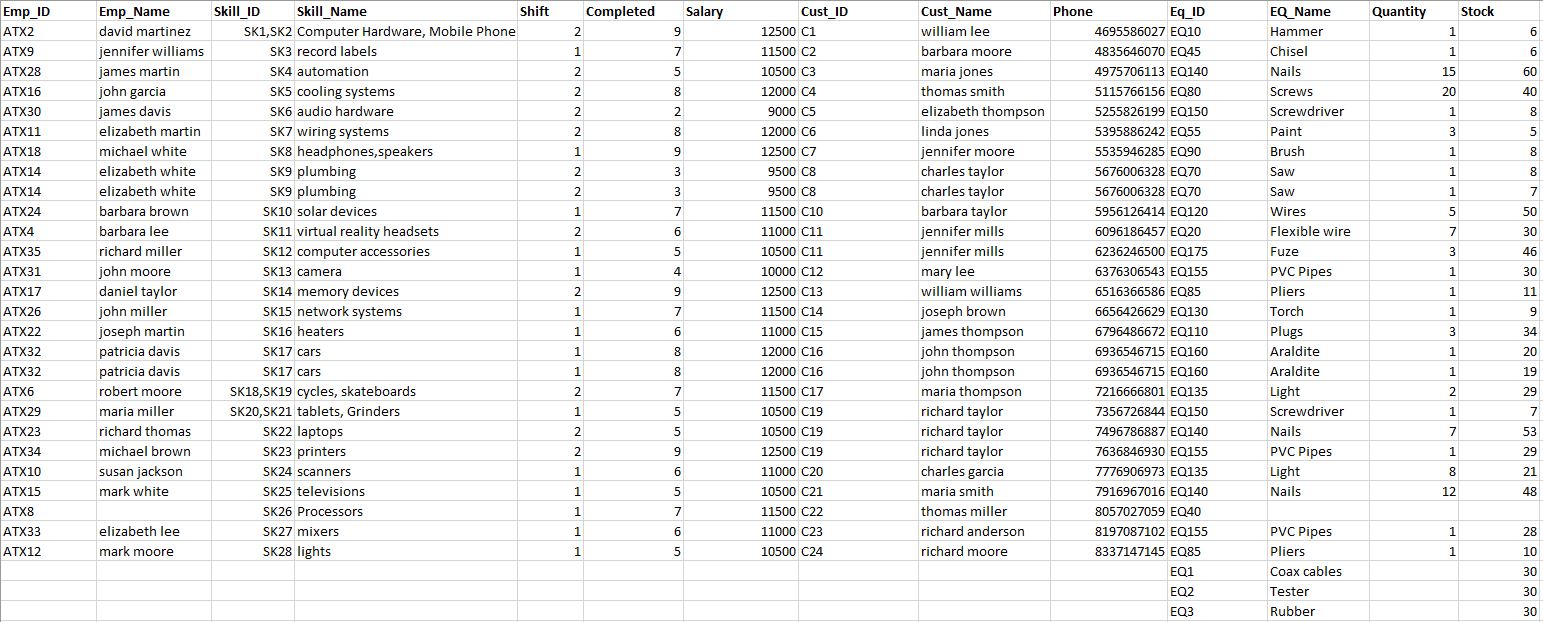 Emp_ID Emp_Name Skill_ID Skill_Name Shift Completed Salary Cust_ID Cust_Name Phone Eq_ID EQ_Name Quantity Stock
ATX2 david martinez SK1,SK2 Computer Hardware, Mobile Phone 2 9 12500 C1 william lee 4695586027 EQ10 Hammer 1 6
ATX9 jennifer williams SK3 record labels 1 7 11500 C2 barbara moore 4835646070 EQ45 Chisel 1 6
ATX28 james martin SK4 automation 2 5 10500 C3 maria jones 4975706113 EQ140 Nails 15 60
ATX16 john garcia SK5 cooling systems 2 8 12000 C4 thomas smith 5115766156 EQ80 Screws 20 40
ATX30 james davis SK6 audio hardware 2 2 9000 C5 elizabeth thompson 5255826199 EQ150 Screwdriver 1 8
ATX11 elizabeth martin SK7 wiring systems 2 8 12000 C6 linda jones 5395886242 EQ55 Paint 3 5
ATX18 michael white SK8 headphones,speakers 1 9 12500 C7 jennifer moore 5535946285 EQ90 Brush 1 8
ATX14 elizabeth white SK9 plumbing 2 3 9500 C8 charles taylor 5676006328 EQ70 Saw 1 8
ATX14 elizabeth white SK9 plumbing 2 3 9500 C8 charles taylor 5676006328 EQ70 Saw 1 7
ATX24 barbara brown SK10 solar devices 1 7 11500 C10 barbara taylor 5956126414 EQ120 Wires 5 50
ATX4 barbara lee SK11 virtual reality headsets 2 6 11000 C11 jennifer mills 6096186457 EQ20 Flexible wire 7 30
ATX35 richard miller SK12 computer accessories 1 5 10500 C11 jennifer mills 6236246500 EQ175 Fuze 3 46
ATX31 john moore SK13 camera 1 4 10000 C12 mary lee 6376306543 EQ155 PVC Pipes 1 30
ATX17 daniel taylor SK14 memory devices 2 9 12500 C13 william williams 6516366586 EQ85 Pliers 1 11
ATX26 john miller SK15 network systems 1 7 11500 C14 joseph brown 6656426629 EQ130 Torch 1 9
ATX22 joseph martin SK16 heaters 1 6 11000 C15 james thompson 6796486672 EQ110 Plugs 3 34
ATX32 patricia davis SK17 cars 1 8 12000 C16 john thompson 6936546715 EQ160 Araldite 1 20
ATX32 patricia davis SK17 cars 1 8 12000 C16 john thompson 6936546715 EQ160 Araldite 1 19
ATX6 robert moore SK18,SK19 cycles, skateboards 2 7 11500 C17 maria thompson 7216666801 EQ135 Light 2 29
ATX29 maria miller SK20,SK21 tablets, Grinders 1 5 10500 C19 richard taylor 7356726844 EQ150 Screwdriver 1 7
ATX23 richard thomas SK22 laptops 2 5 10500 C19 richard taylor 7496786887 EQ140 Nails 7 53
ATX34 michael brown SK23 printers 2 9 12500 C19 richard taylor 7636846930 EQ155 PVC Pipes 1 29
ATX10 susan jackson SK24 scanners 1 6 11000 C20 charles garcia 7776906973 EQ135 Light 8 21
ATX15 mark white SK25 televisions 1 5 10500 C21 maria smith 7916967016 EQ140 Nails 12 48
ATX8 SK26 Processors 1 7 11500 C22 thomas miller 8057027059 EQ40
ATX33 elizabeth lee SK27 mixers 1 6 11000 C23 richard anderson 8197087102 EQ155 PVC Pipes 1 28
ATX12 mark moore SK28 lights 1 5 10500 C24 richard moore 8337147145 EQ85 Pliers 1 10
EQ1 Coax cables 30
EQ2 Tester 30
EQ3 Rubber 30